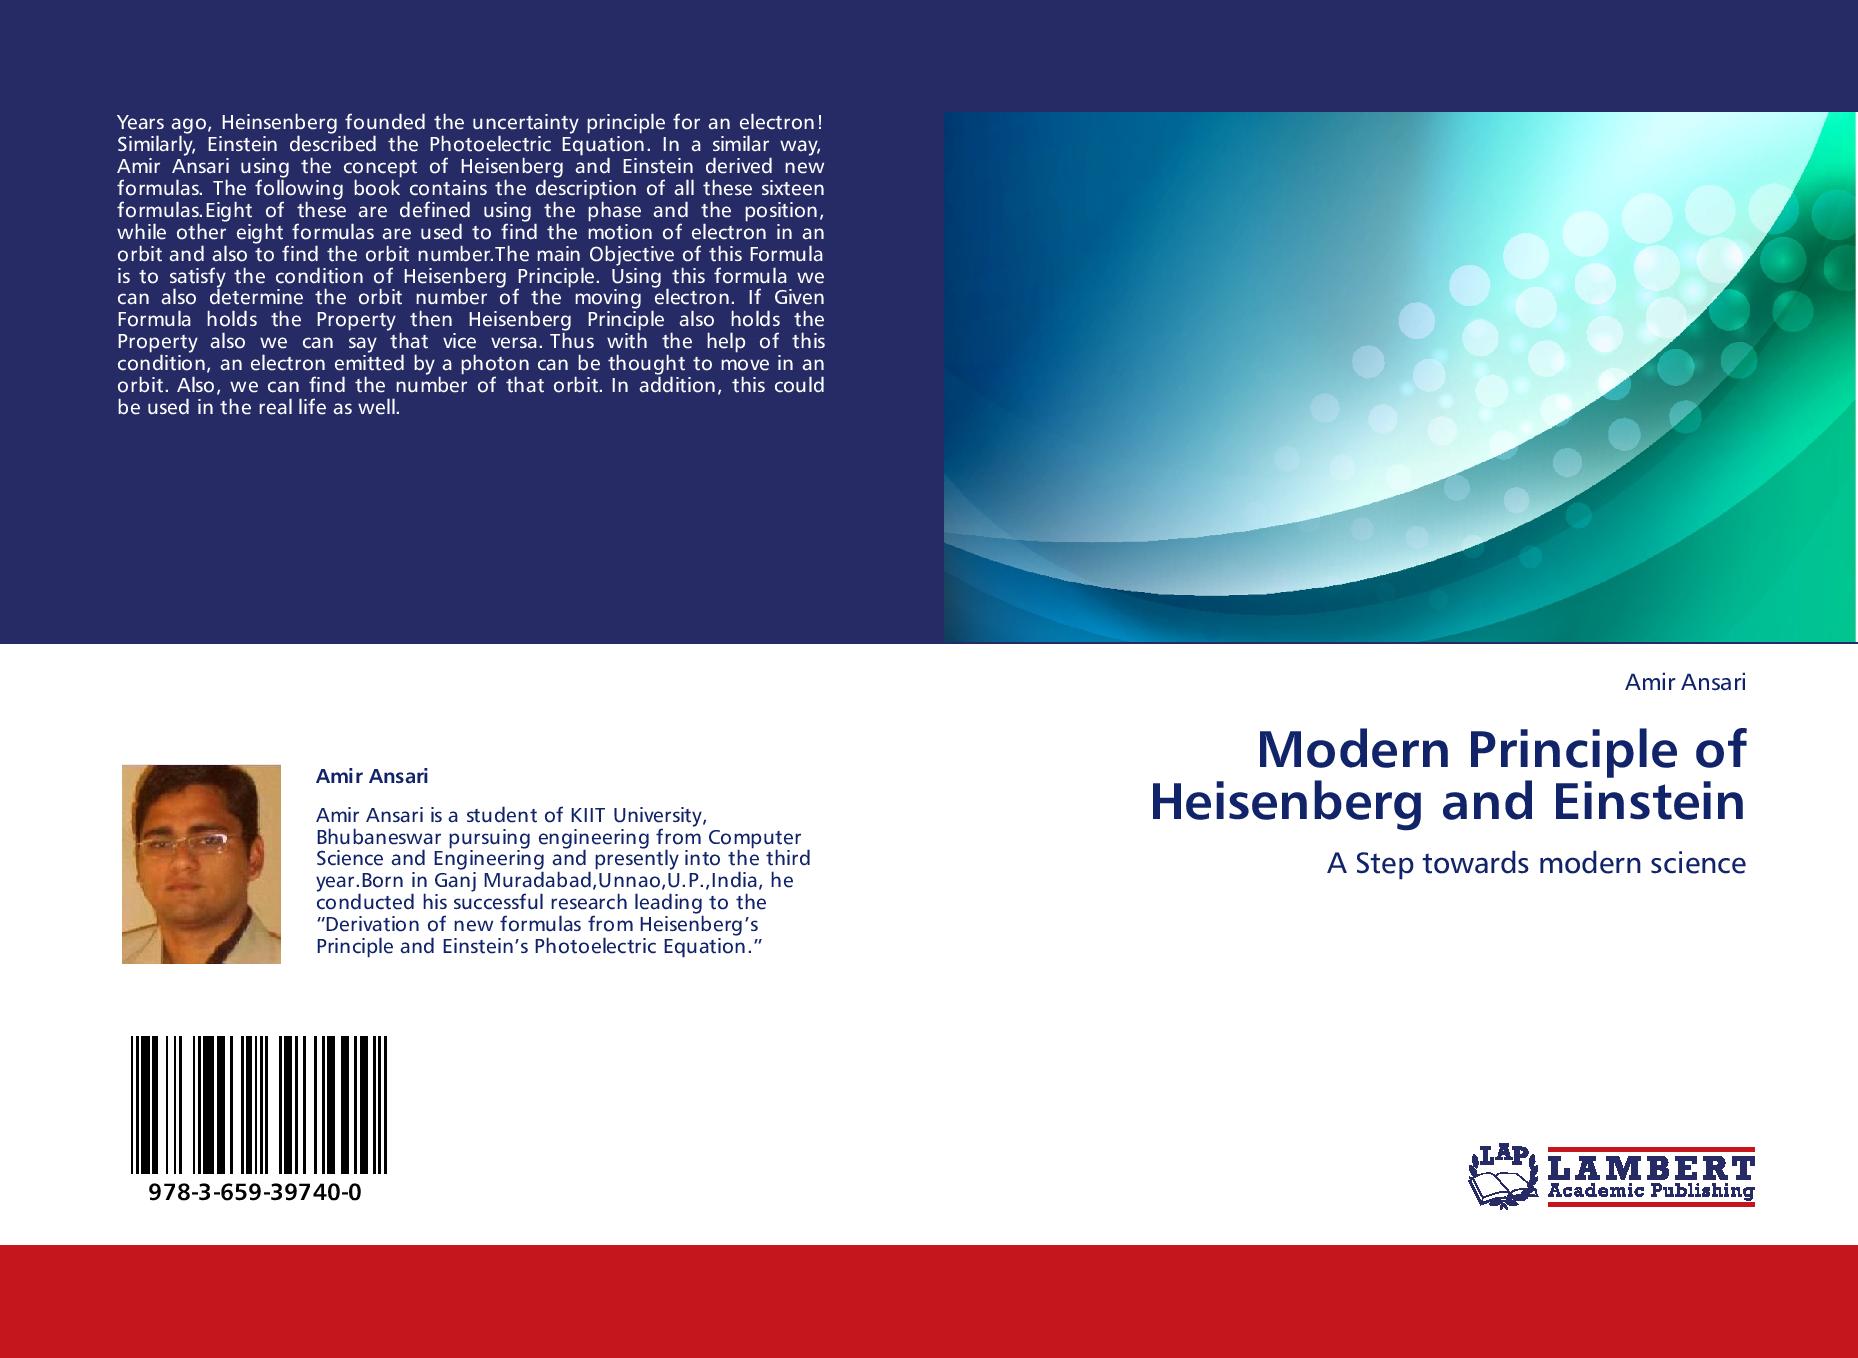 Years ago, Heinsenberg founded the uncertainty principle for an electron!
Similarly, Einstein described the Photoelectric Equation. In a similar way,
Amir Ansari using the concept of Heisenberg and Einstein derived new
formulas. The following book contains the description of all these sixteen
formulas.Eight of these are defined using the phase and the position,
while other eight formulas are used to find the motion of electron in an
orbit and also to find the orbit number.The main Objective of this Formula
is to satisfy the condition of Heisenberg Principle. Using this formula we
can also determine the orbit number of the moving electron. If Given
Formula holds the Property then Heisenberg Principle also holds the
Property also we can say that vice versa. Thus with the help of this
condition, an electron emitted by a photon can be thought to move in an
orbit. Also, we can find the number of that orbit. In addition, this could
be used in the real life as well.
Amir Ansari
Amir Ansari is a student of KIIT University,
Bhubaneswar pursuing engineering from Computer
Science and Engineering and presently into the third
year.Born in Ganj Muradabad,Unnao,U.P.,India, he
conducted his successful research leading to the
“Derivation of new formulas from Heisenberg’s
Principle and Einstein’s Photoelectric Equation.”
978-3-659-39740-0
Amir Ansari
Modern Principle of
Heisenberg and Einstein
A Step towards modern science
LAP
LAMBERT
Academic Publishing